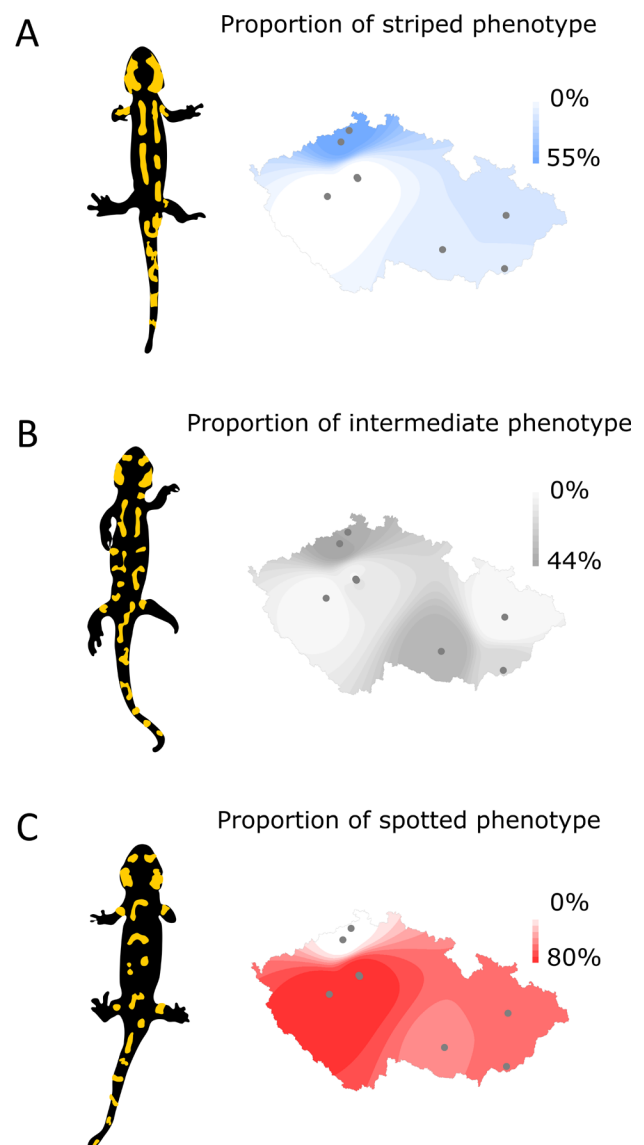 A
Proportion of striped phenotype
0%
55%
B
Proportion of intermediate phenotype
0%
44%
C
Proportion of spotted phenotype
0%
80%